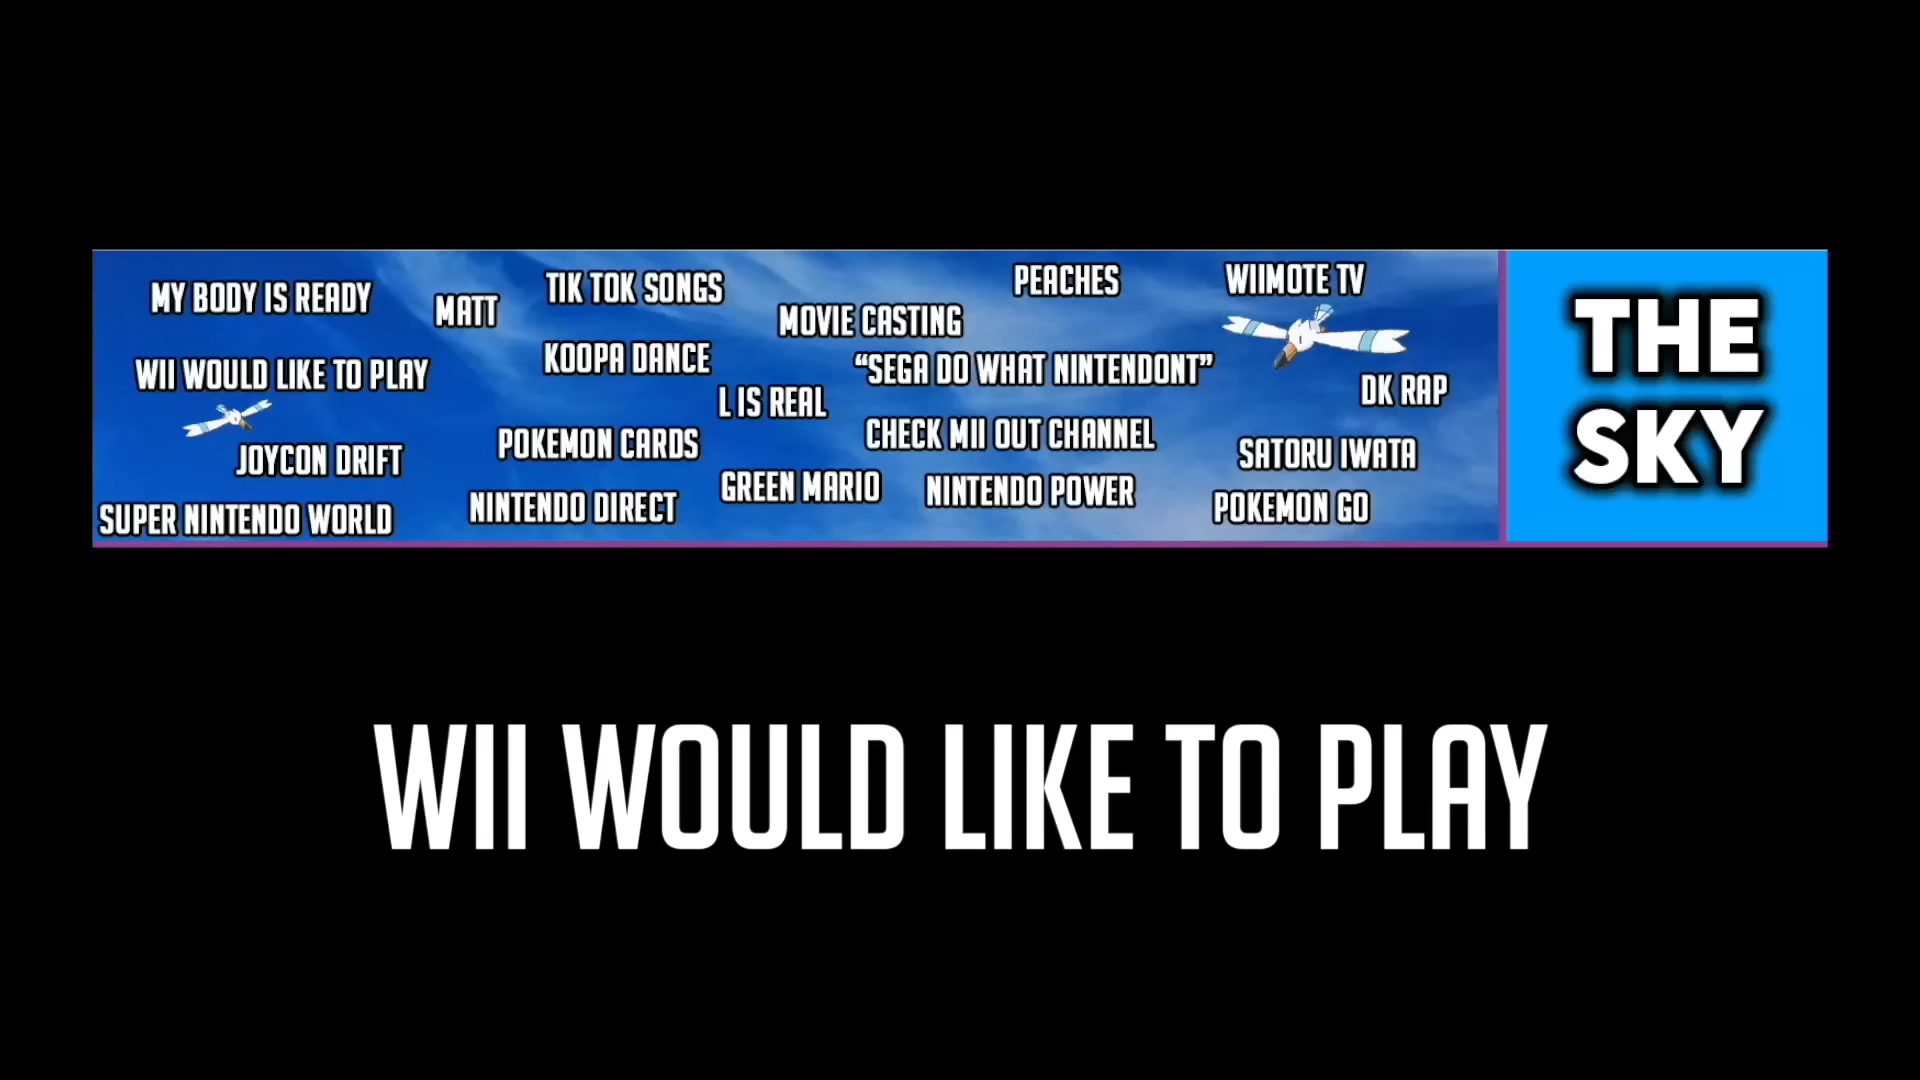 MY BODY IS READY
MATT
TIK TOK SONGS
MOVIE CASTING
PEACHES
WIIMOTE TV
WII WOULD LIKE TO PLAY
KOOPA DANCE
L IS REAL
“SEGA DO WHAT NINTENDONT”
DK RAP
JOYCON DRIFT
POKEMON CARDS
CHECK MII OUT CHANNEL
SATORU IWATA
SUPER NINTENDO WORLD
NINTENDO DIRECT
GREEN MARIO
NINTENDO POWER
POKEMON GO
THE
SKY
WII WOULD LIKE TO PLAY